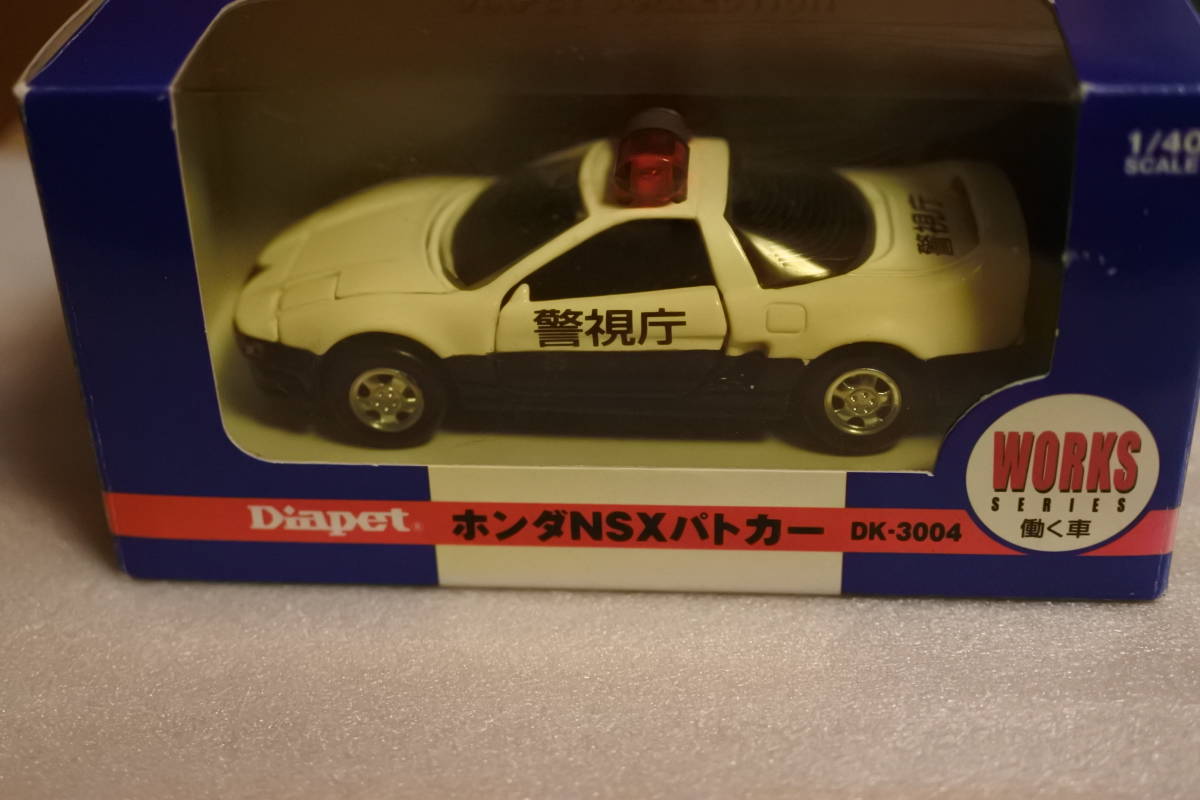 1/40
SCALE
警視庁
警視庁
Diapet®
ホンダNSXパトカー DK-3004
WORKS
SERIES
働く車